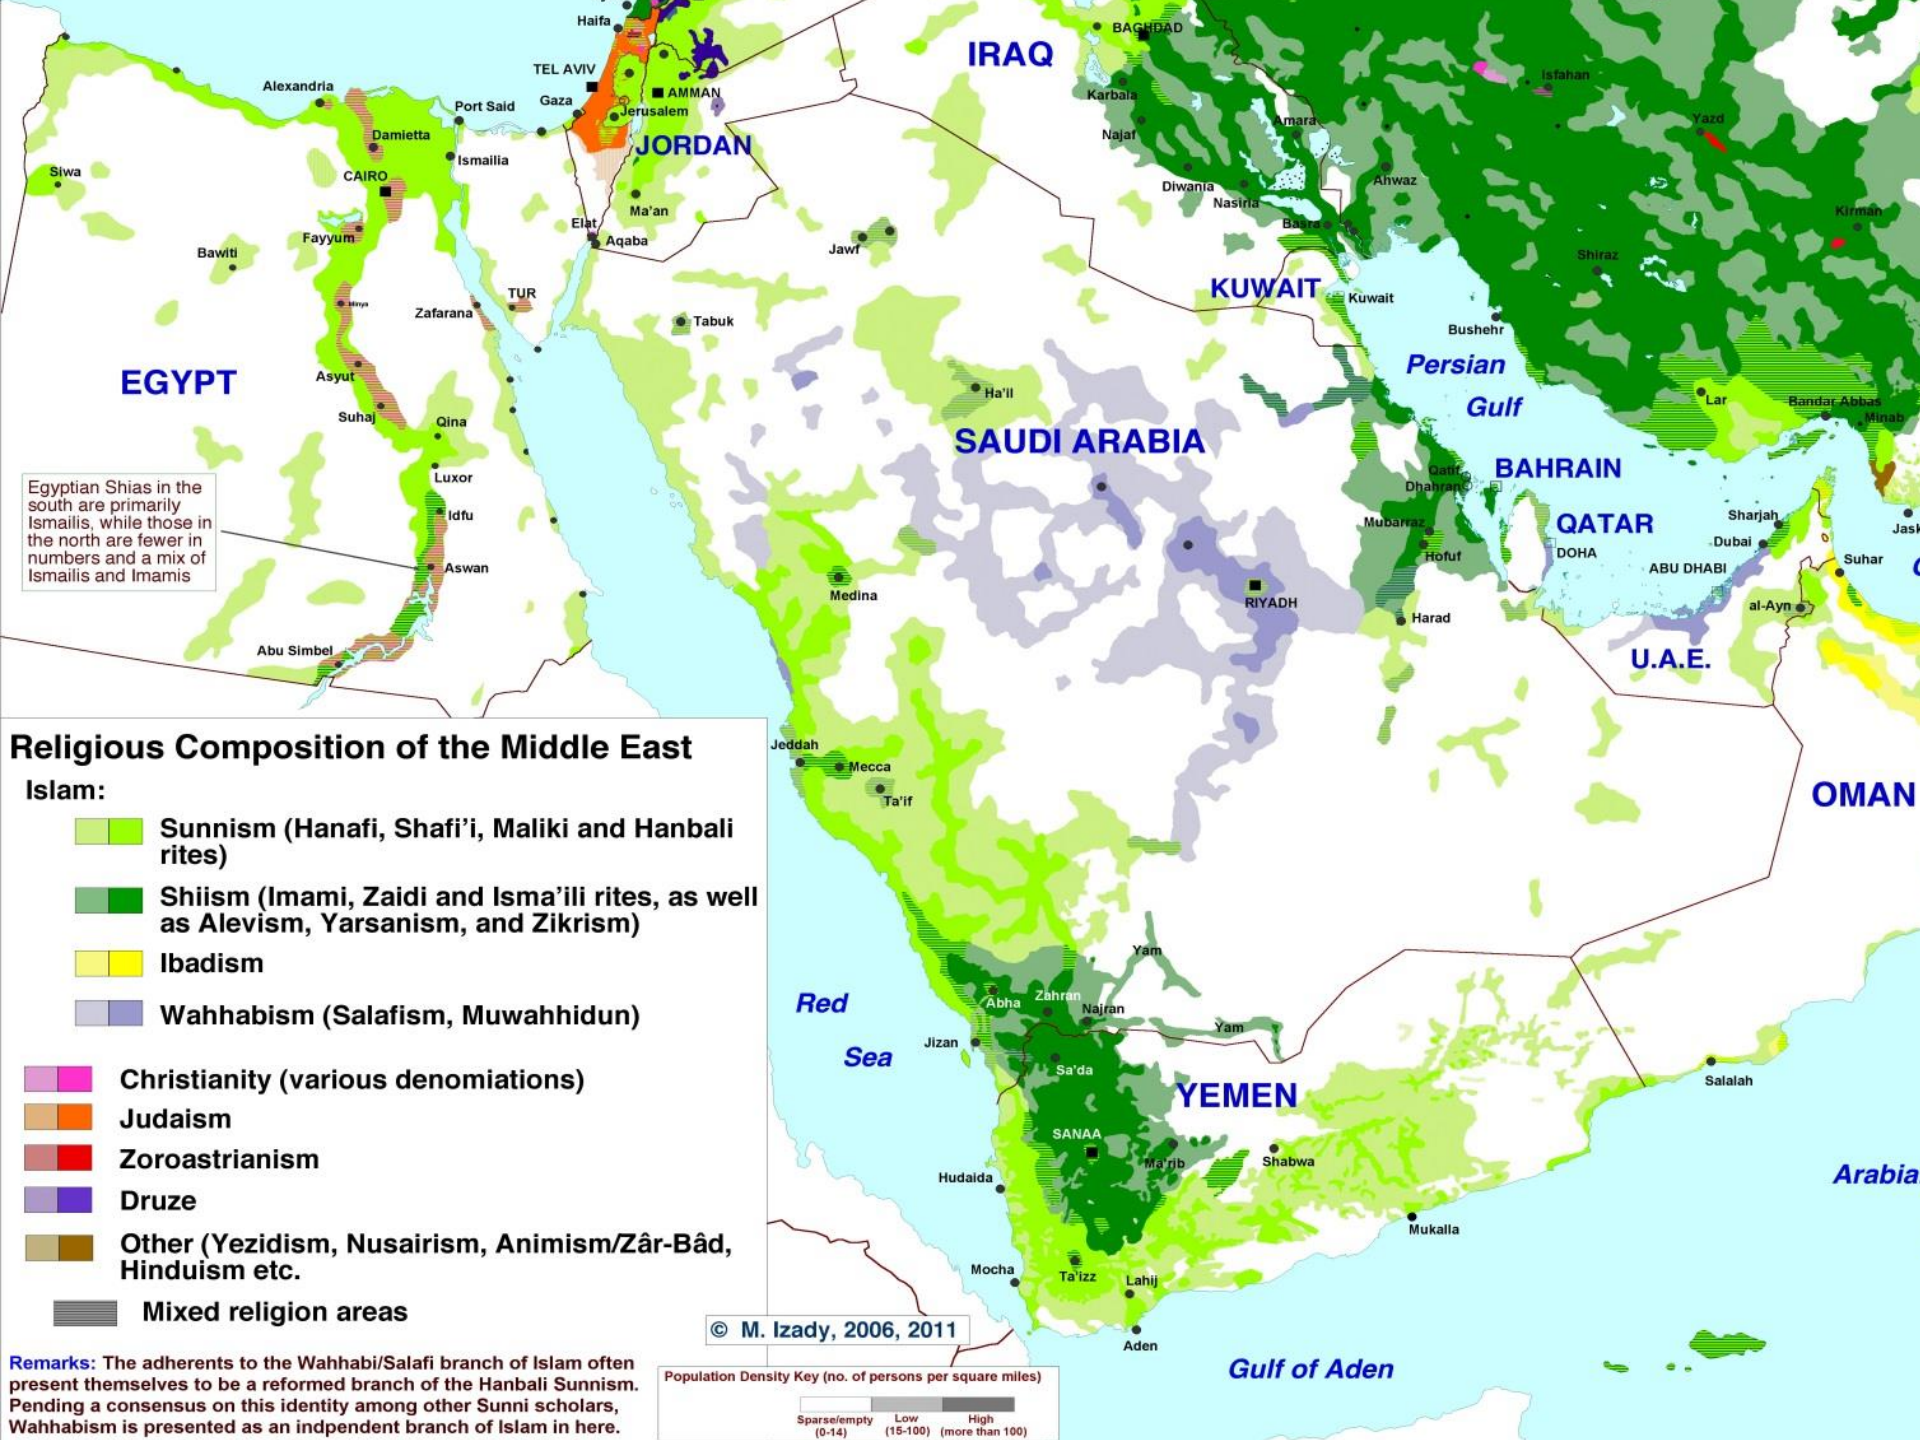 Haifa
TEL AVIV
Gaza
AMMAN
Jerusalem
JORDAN
Ma'an
Elat
Aqaba
Alexandria
Port Said
Damietta
Ismailia
CAIRO
Siwa
Fayyum
Bawiti
Minya
Zafarana
TUR
EGYPT
Asyut
Suhaj
Qina
Luxor
Idfu
Aswan
Abu Simbel
Egyptian Shias in the
south are primarily
Ismailis, while those in
the north are fewer in
numbers and a mix of
Ismailis and Imamis
IRAQ
BAGHDAD
Karbala
Najaf
Amara
Diwania
Nasiria
Basra
Ahwaz
Isfahan
Yazd
Kirman
Shiraz
Bushehr
Lar
Bandar Abbas
Minab
Jask
KUWAIT
Kuwait
Persian
Gulf
Jawf
Tabuk
Ha'il
SAUDI ARABIA
Qatif
Dhahran
BAHRAIN
Mubarraz
Hofuf
QATAR
DOHA
Sharjah
Dubai
ABU DHABI
Suhar
al-Ayn
U.A.E.
OMAN
RIYADH
Harad
Medina
Jeddah
Mecca
Ta'if
Yam
Abha
Zahran
Najran
Yam
Jizan
Sa'da
Red
Sea
YEMEN
SANAA
Ma'rib
Shabwa
Hudaida
Mukalla
Salalah
Arabia
Mocha
Ta'izz
Lahij
Aden
Gulf of Aden
Religious Composition of the Middle East
Islam:
Sunnism (Hanafi, Shafi'i, Maliki and Hanbali
rites)
Shiism (Imami, Zaidi and Isma'ili rites, as well
as Alevism, Yarsanism, and Zikrism)
Ibadism
Wahhabism (Salafism, Muwahhidun)
Christianity (various denomiations)
Judaism
Zoroastrianism
Druze
Other (Yezidism, Nusairism, Animism/Zâr-Bâd,
Hinduism etc.
Mixed religion areas
Remarks: The adherents to the Wahhabi/Salafi branch of Islam often
present themselves to be a reformed branch of the Hanbali Sunnism.
Pending a consensus on this identity among other Sunni scholars,
Wahhabism is presented as an indpendent branch of Islam in here.
© M. Izady, 2006, 2011
Population Density Key (no. of persons per square miles)
Sparse/empty Low High
(0-14) (15-100) (more than 100)